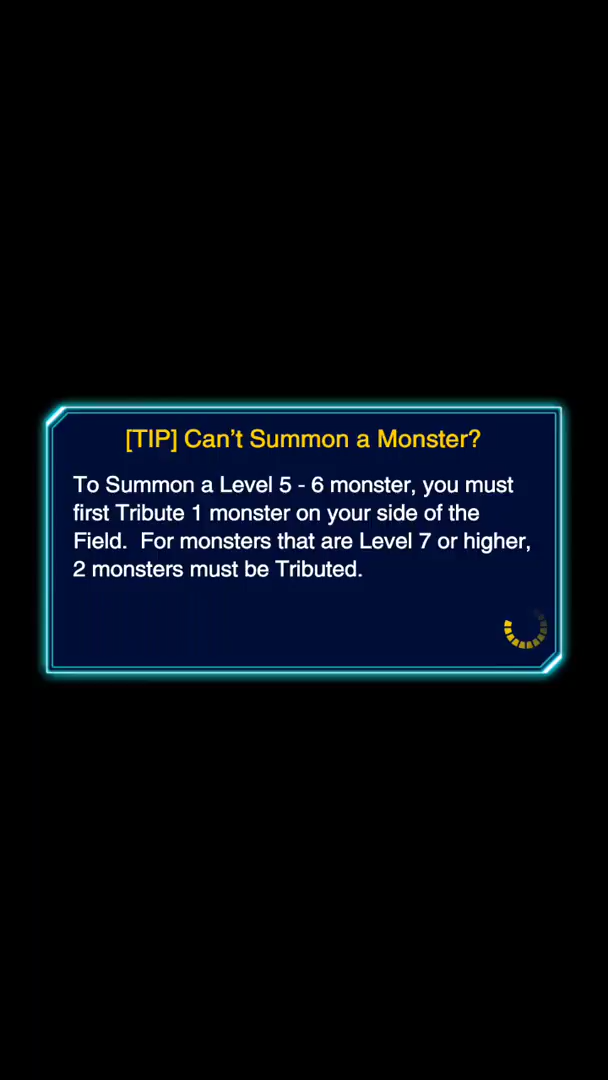 [TIP] Can’t Summon a Monster?
To Summon a Level 5 - 6 monster, you must
first Tribute 1 monster on your side of the
Field.  For monsters that are Level 7 or higher,
2 monsters must be Tributed.